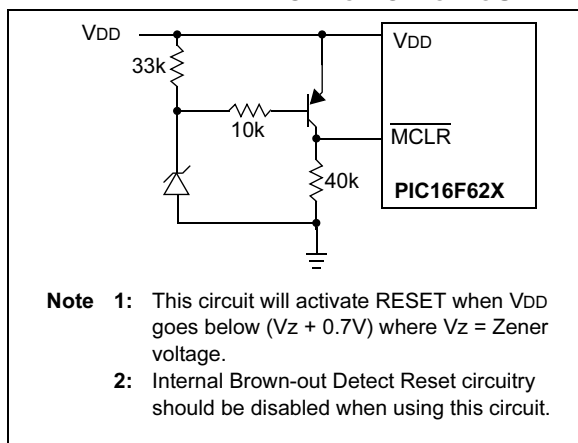 VDD
VDD
33k
10k
MCLR
40k
PIC16F62X
Note 1: This circuit will activate RESET when VDD
goes below (Vz + 0.7V) where Vz = Zener
voltage.
2: Internal Brown-out Detect Reset circuitry
should be disabled when using this circuit.